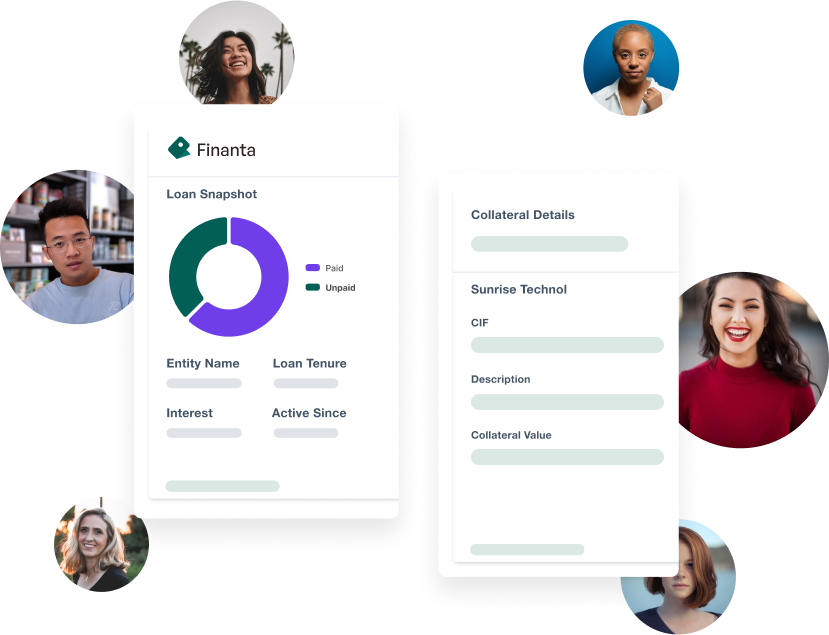 Finanta
Loan Snapshot
Paid
Unpaid
Entity Name
Loan Tenure
Interest
Active Since
Collateral Details
Sunrise Technol
CIF
Description
Collateral Value